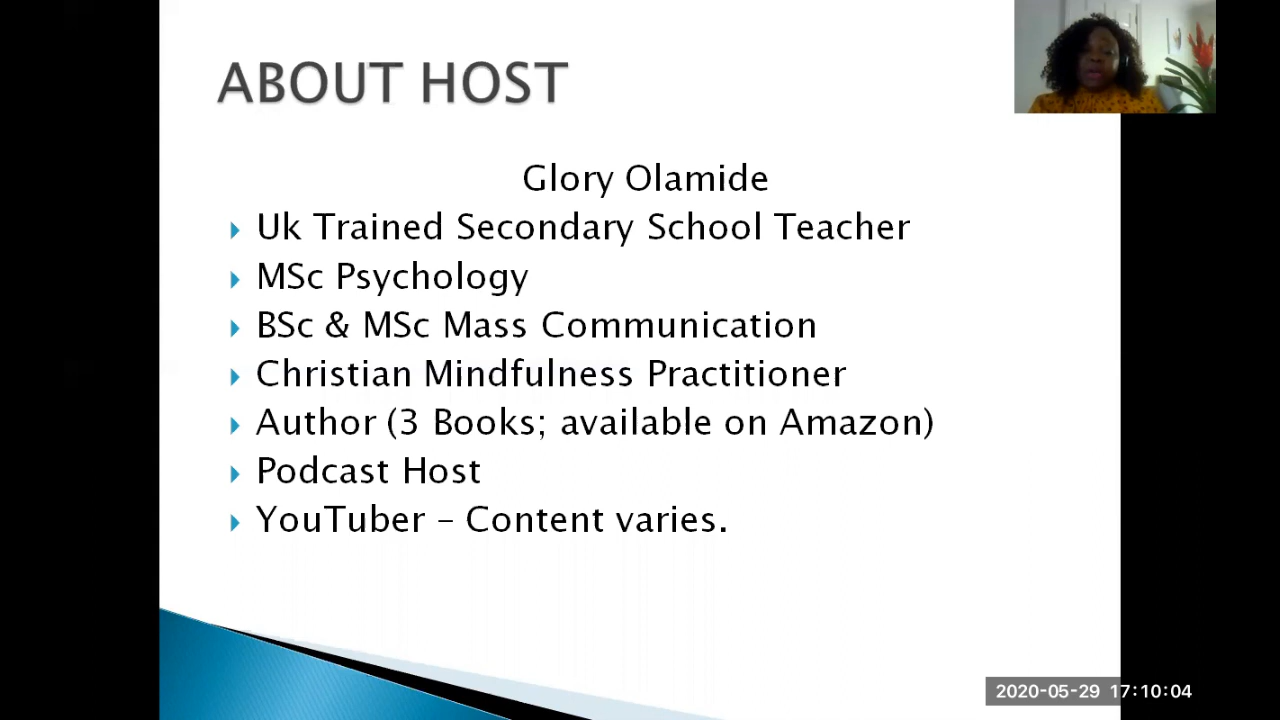 ABOUT HOST
Glory Olamide
Uk Trained Secondary School Teacher
MSc Psychology
BSc & MSc Mass Communication
Christian Mindfulness Practitioner
Author (3 Books; available on Amazon)
Podcast Host
YouTuber – Content varies.
2020-05-29 17:10:04